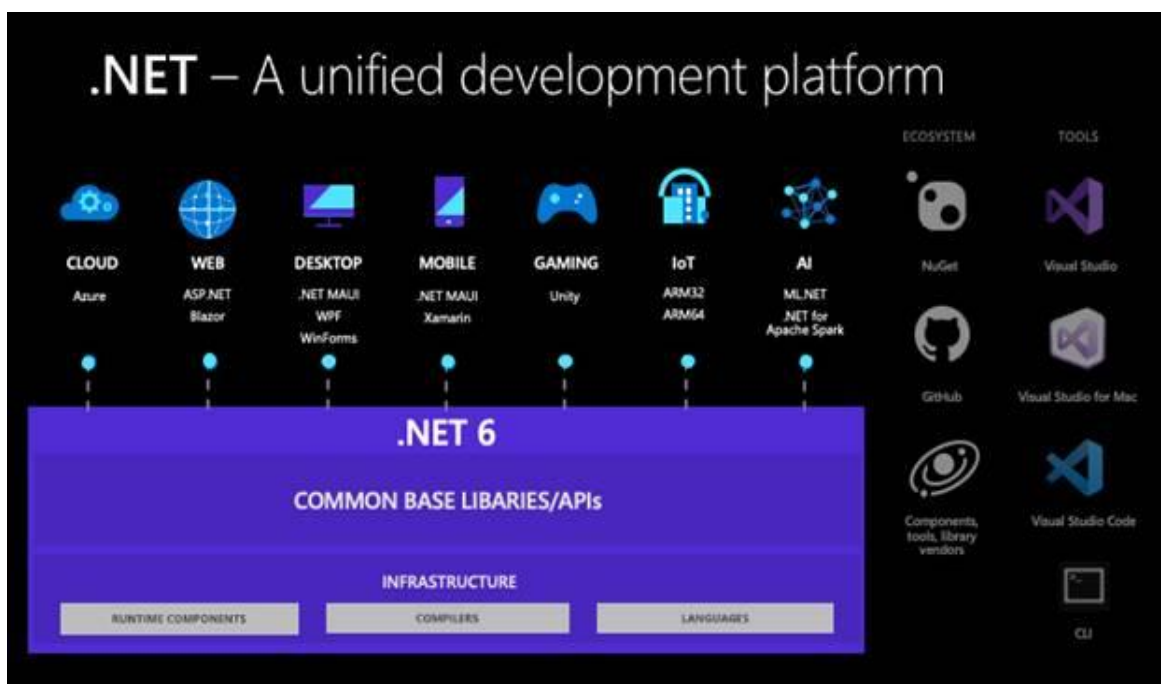 .NET – A unified development platform
ECOSYSTEM
TOOLS
CLOUD
Azure
WEB
ASP.NET
Blazor
DESKTOP
.NET MAUI
WPF
WinForms
MOBILE
.NET MAUI
Xamarin
GAMING
Unity
IoT
ARM32
ARM64
AI
ML.NET
.NET for
Apache Spark
NuGet
Visual Studio
GitHub
Visual Studio for Mac
Components,
tools, library
vendors
Visual Studio Code
CLI
.NET 6
COMMON BASE LIBARIES/APIs
INFRASTRUCTURE
RUNTIME COMPONENTS
COMPILERS
LANGUAGES